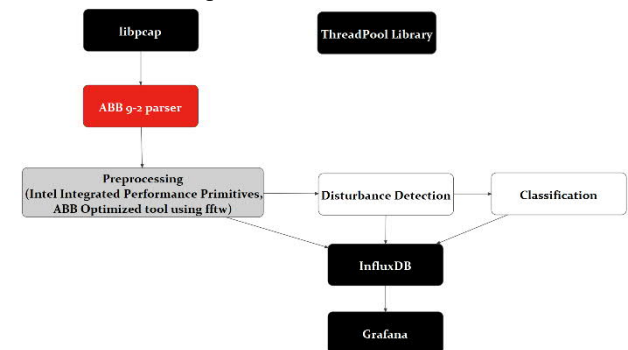 libpcap
ThreadPool Library
ABB 9-2 parser
Preprocessing
(Intel Integrated Performance Primitives,
ABB Optimized tool using fftw)
Disturbance Detection
Classification
InfluxDB
Grafana